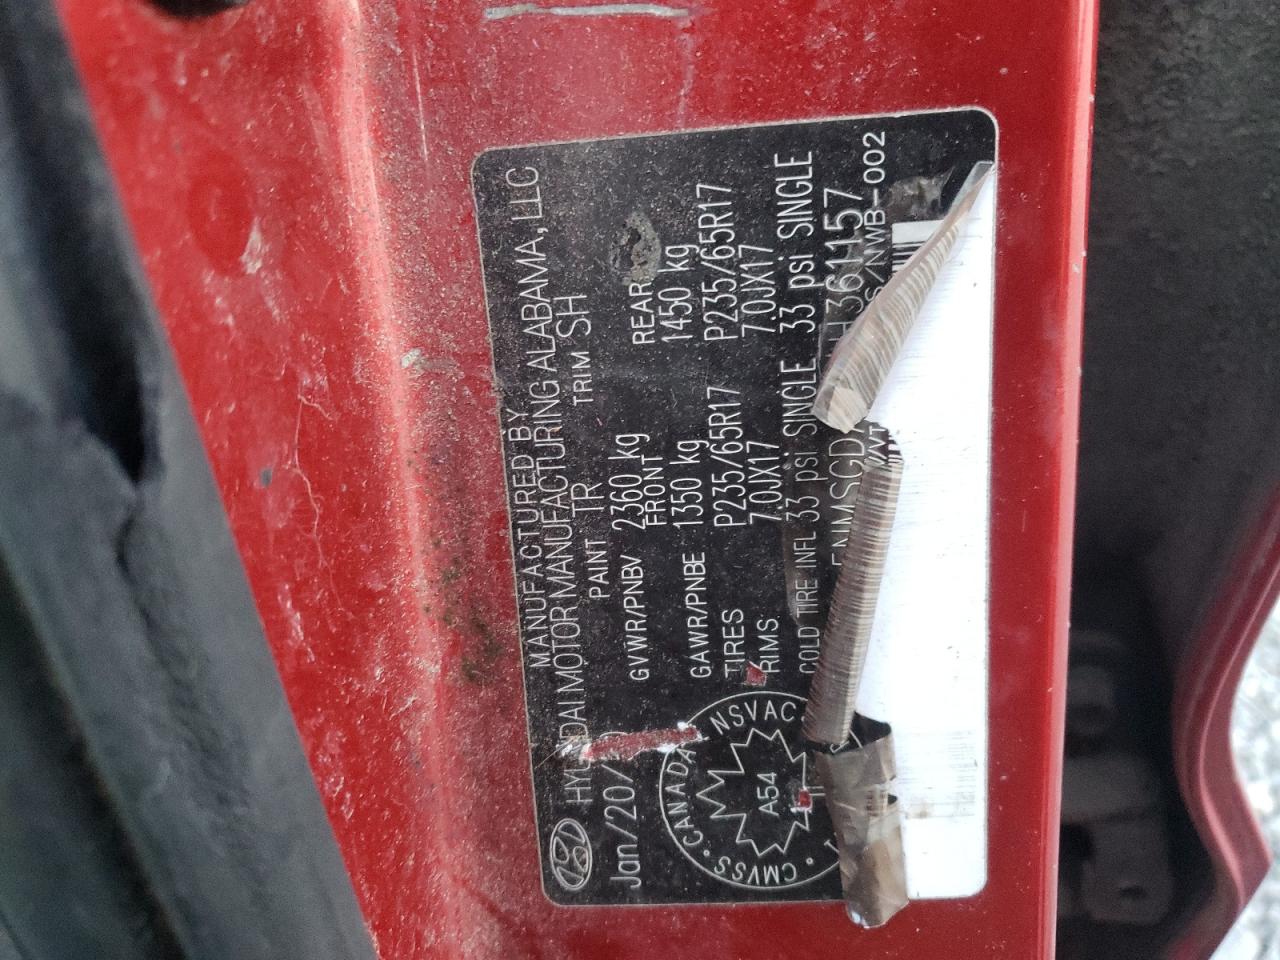 MANUFACTURED BY
HYUNDAI MOTOR MANUFACTURING ALABAMA, LLC
Jan/20/
PAINT TR TRIM SH
GVWR/PNBV 2360 kg
FRONT REAR
GAWR/PNBE 1350 kg 1450 kg
TIRES P235/65R17 P235/65R17
RIMS 7.0JX17 7.0JX17
COLD TIRE INFL 33 psi SINGLE 33 psi SINGLE
361157
/NWB-002
CANADA
NSVAC
CMVSS
A54